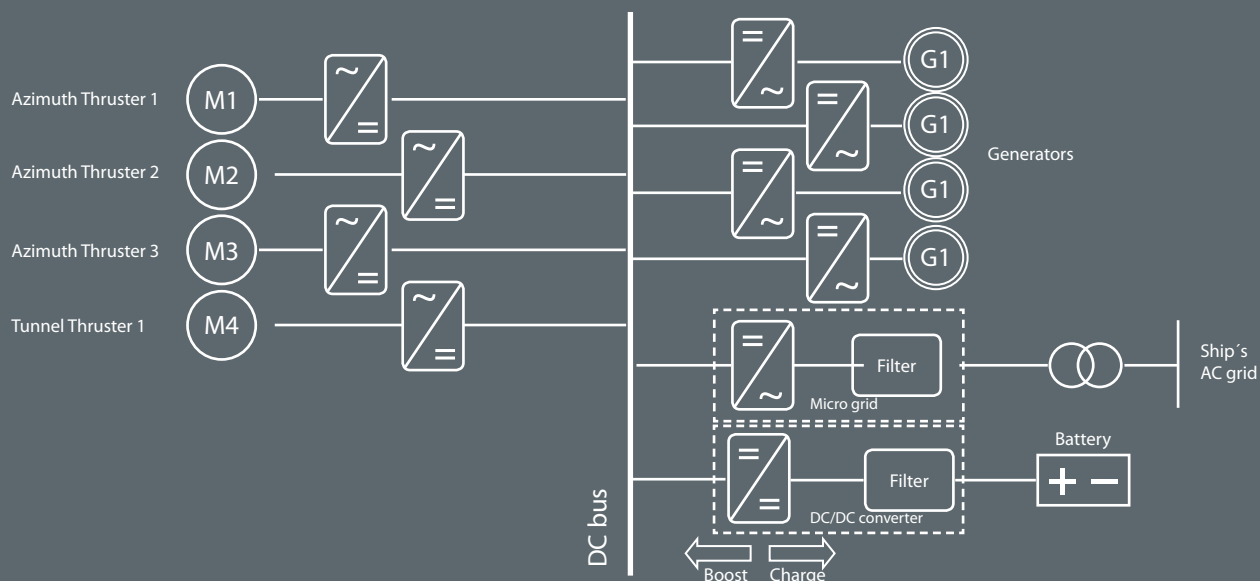 Azimuth Thruster 1
M1
Azimuth Thruster 2
M2
Azimuth Thruster 3
M3
Tunnel Thruster 1
M4
DC bus
G1
G1
G1
G1
Generators
Filter
Micro grid
Ship´s
AC grid
Filter
DC/DC converter
Battery
Boost
Charge